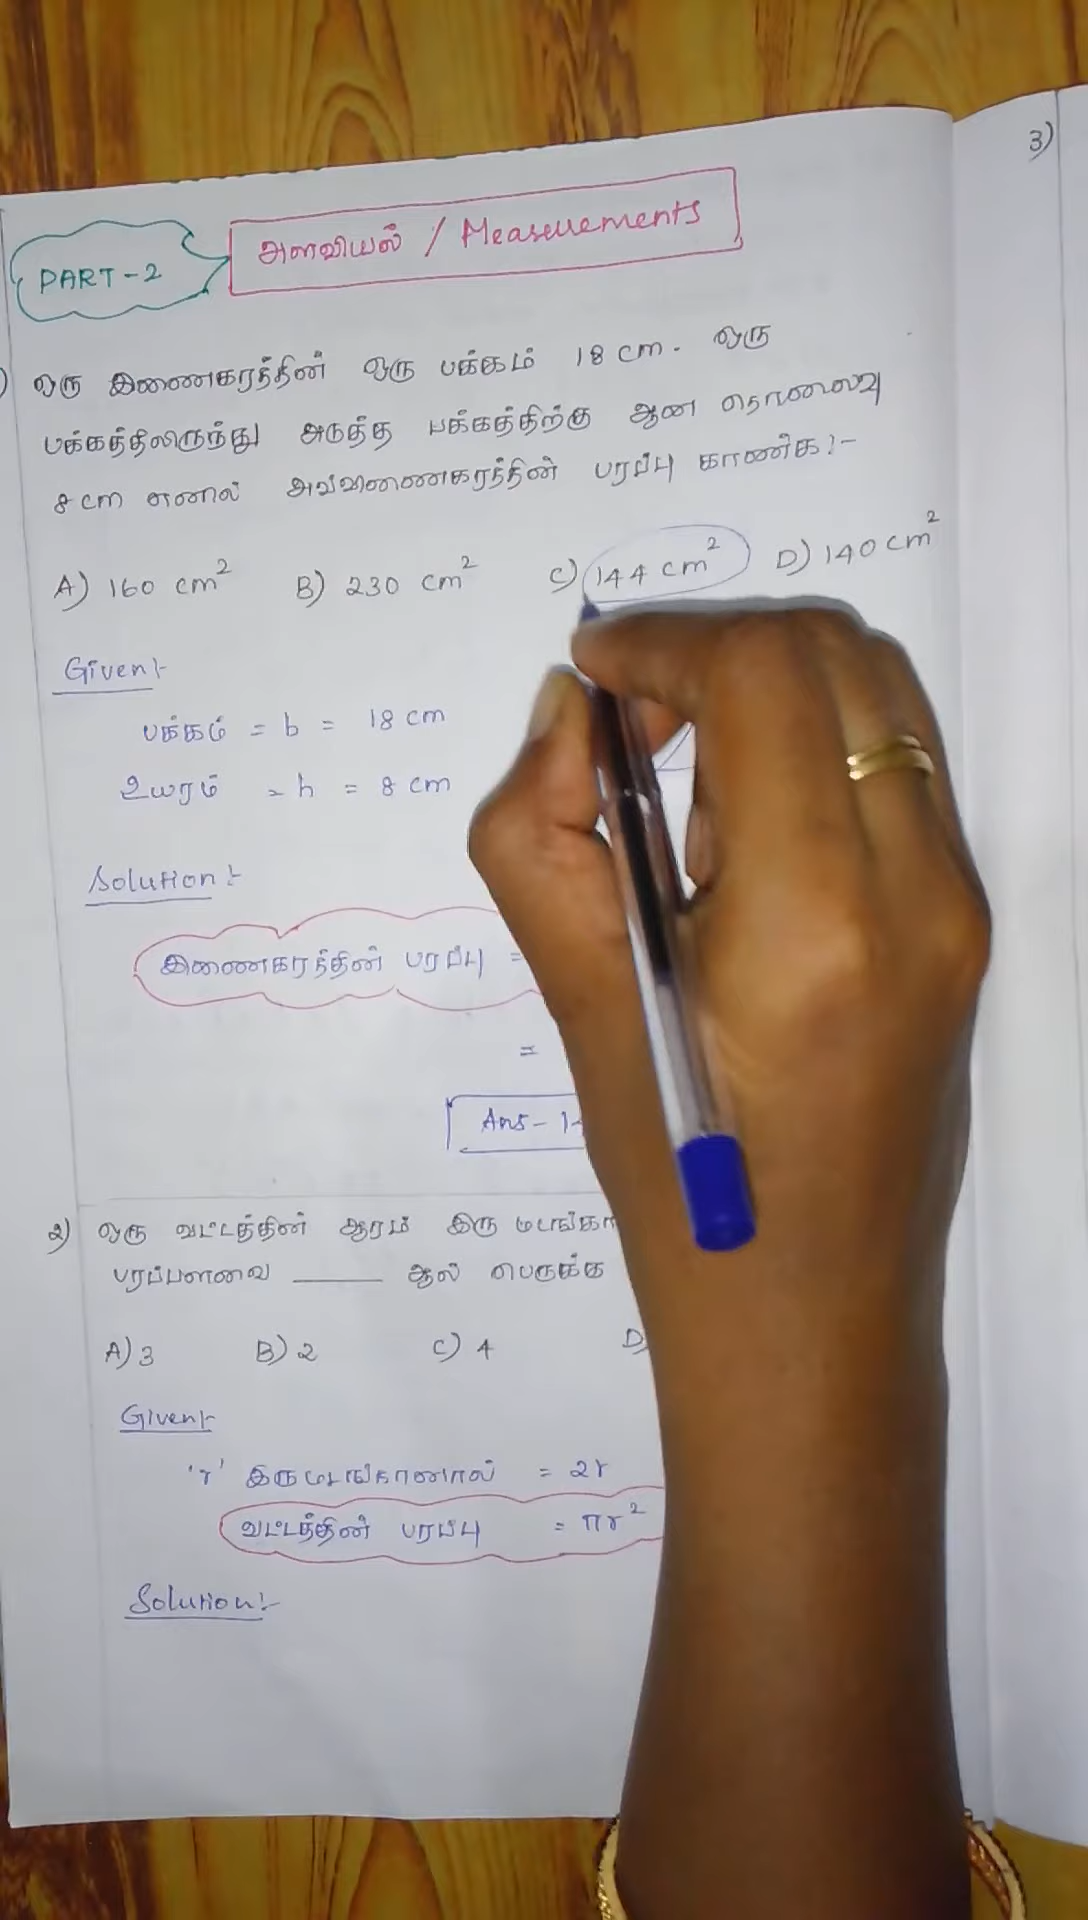 3)
PART-2
அளவியல் / Measurements
ஒரு இணைகரத்தின் ஒரு பக்கம் 18 cm. ஒரு
பக்கத்திலிருந்து அடுத்த பக்கத்திற்கு ஆன தொலைவு
8 cm எனில் அவ்விணைகரத்தின் பரப்பு காண்க:-
A) 160 cm² B) 230 cm² C) 144 cm² D) 140 cm²
Given:-
பக்கம் = b = 18 cm
உயரம் = h = 8 cm
Solution:-
இணைகரத்தின் பரப்பு =
=
Ans - 1
2) ஒரு வட்டத்தின் ஆரம் இரு மடங்கா
பரப்பளவை ____ ஆல் பெருக்க
A) 3 B) 2 C) 4 D)
Given:-
'r' இருமடங்கானால் = 2r
வட்டத்தின் பரப்பு = πr²
Solution:-